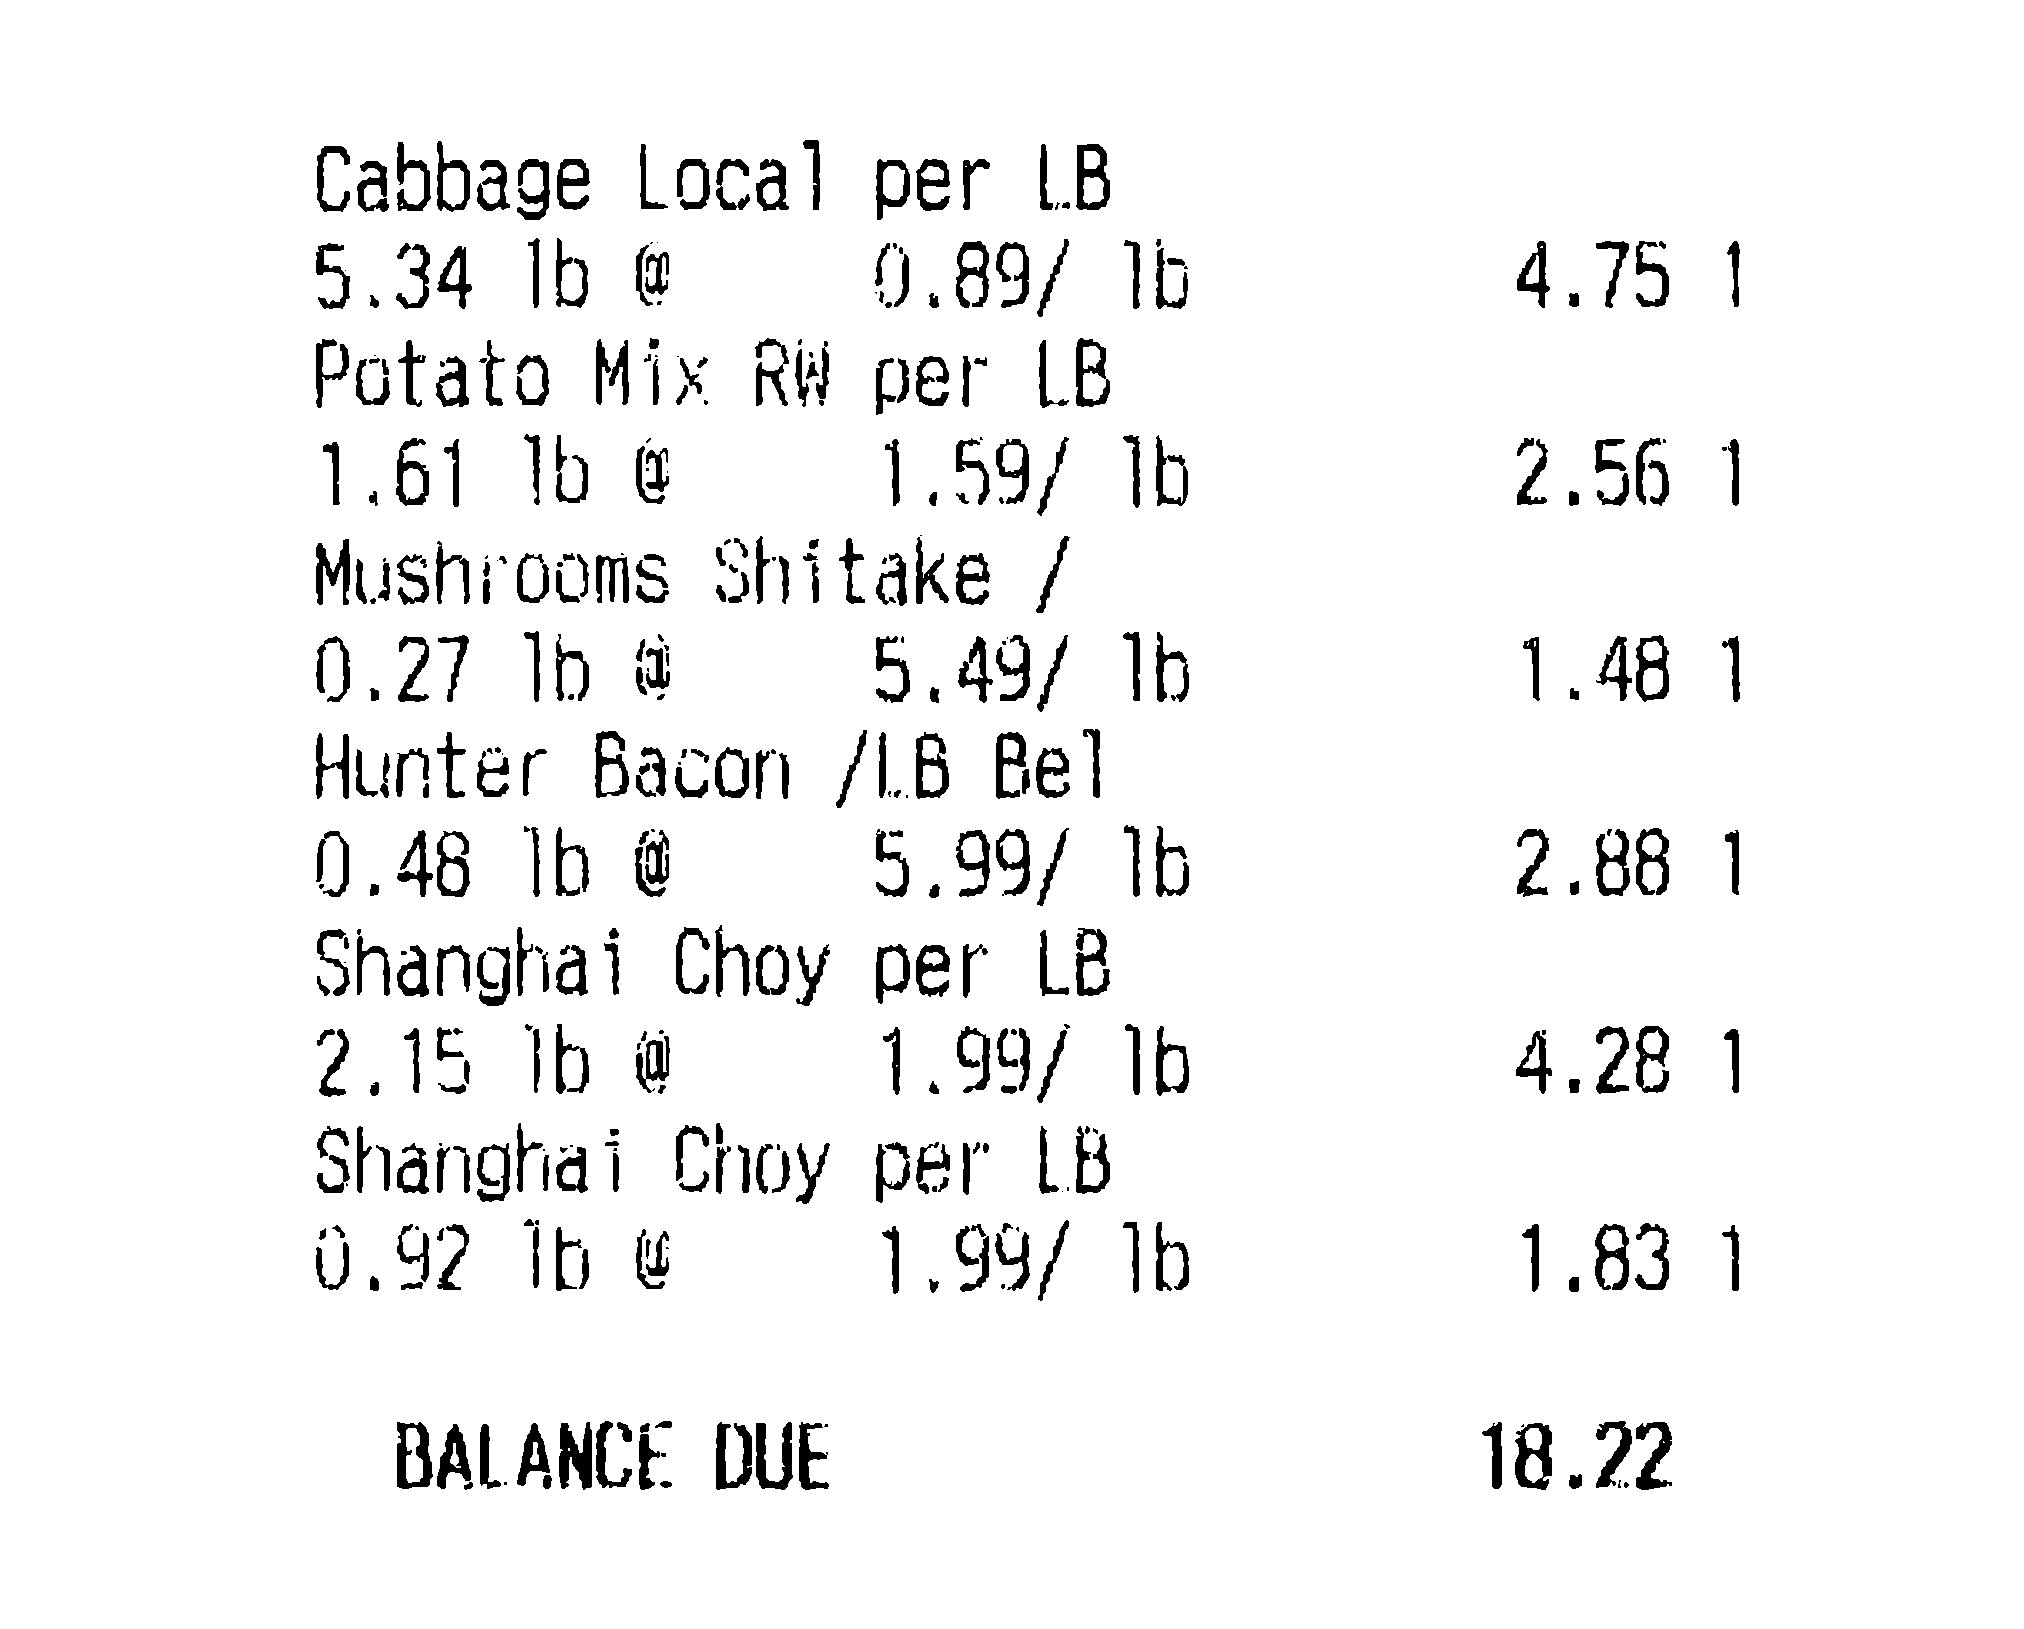 Cabbage Local per LB
5.34 lb @ 0.89/ lb 4.75 1
Potato Mix RW per LB
1.61 lb @ 1.59/ lb 2.56 1
Mushrooms Shitake /
0.27 lb @ 5.49/ lb 1.48 1
Hunter Bacon /LB Bel
0.48 lb @ 5.99/ lb 2.88 1
Shanghai Choy per LB
2.15 lb @ 1.99/ lb 4.28 1
Shanghai Choy per LB
0.92 lb @ 1.99/ lb 1.83 1
BALANCE DUE 18.22